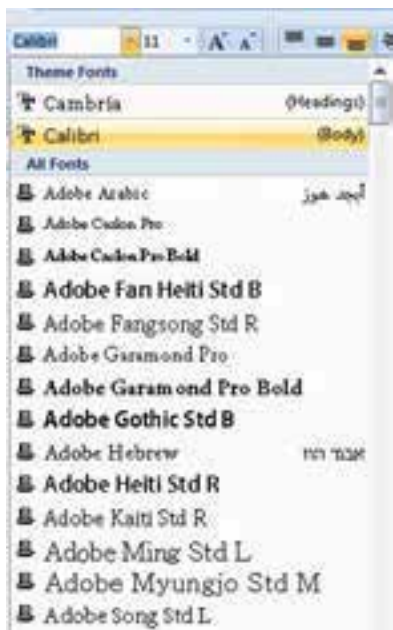 Calibri 11 A A
Theme Fonts
Cambria (Headings)
Calibri (Body)
All Fonts
Adobe Arabic أبجد هوز
Adobe Caslon Pro
Adobe Caslon Pro Bold
Adobe Fan Heiti Std B
Adobe Fangsong Std R
Adobe Garamond Pro
Adobe Garamond Pro Bold
Adobe Gothic Std B
Adobe Hebrew אבגד הוז
Adobe Heiti Std R
Adobe Kaiti Std R
Adobe Ming Std L
Adobe Myungjo Std M
Adobe Song Std L